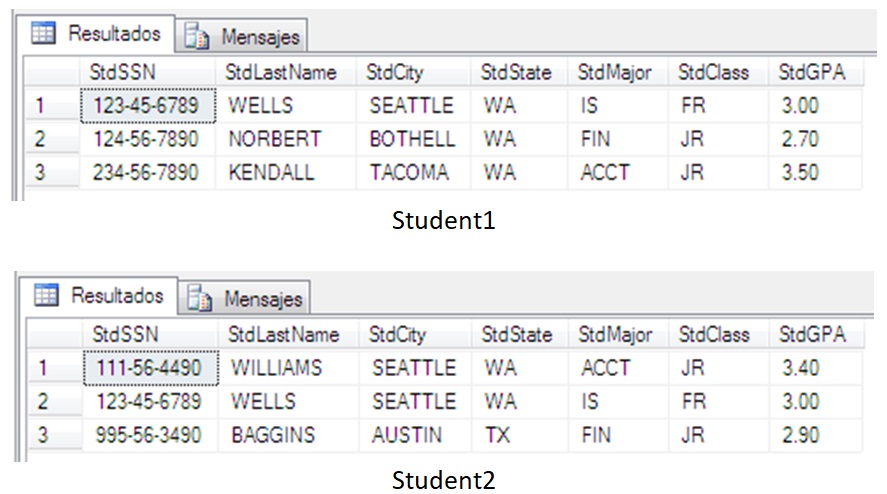 Resultados Mensajes
StdSSN StdLastName StdCity StdState StdMajor StdClass StdGPA
1 123-45-6789 WELLS SEATTLE WA IS FR 3.00
2 124-56-7890 NORBERT BOTHELL WA FIN JR 2.70
3 234-56-7890 KENDALL TACOMA WA ACCT JR 3.50
Student1
Resultados Mensajes
StdSSN StdLastName StdCity StdState StdMajor StdClass StdGPA
1 111-56-4490 WILLIAMS SEATTLE WA ACCT JR 3.40
2 123-45-6789 WELLS SEATTLE WA IS FR 3.00
3 995-56-3490 BAGGINS AUSTIN TX FIN JR 2.90
Student2